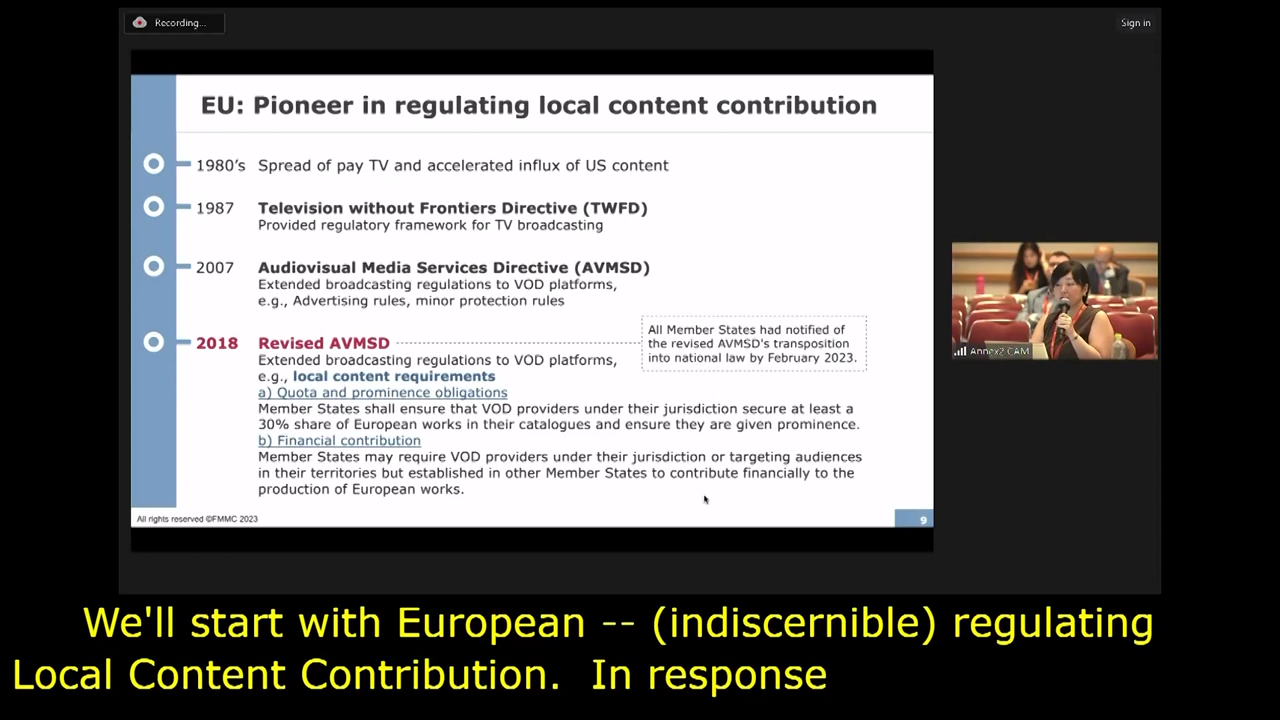 Recording...
Sign in
EU: Pioneer in regulating local content contribution
1980's Spread of pay TV and accelerated influx of US content
1987 Television without Frontiers Directive (TWFD)
Provided regulatory framework for TV broadcasting
2007 Audiovisual Media Services Directive (AVMSD)
Extended broadcasting regulations to VOD platforms,
e.g., Advertising rules, minor protection rules
2018 Revised AVMSD
All Member States had notified of
the revised AVMSD's transposition
into national law by February 2023.
Extended broadcasting regulations to VOD platforms,
e.g., local content requirements
a) Quota and prominence obligations
Member States shall ensure that VOD providers under their jurisdiction secure at least a
30% share of European works in their catalogues and ensure they are given prominence.
b) Financial contribution
Member States may require VOD providers under their jurisdiction or targeting audiences
in their territories but established in other Member States to contribute financially to the
production of European works.
All rights reserved ©FMMC 2023
9
Annex2 CAM
We'll start with European -- (indiscernible) regulating
Local Content Contribution.  In response